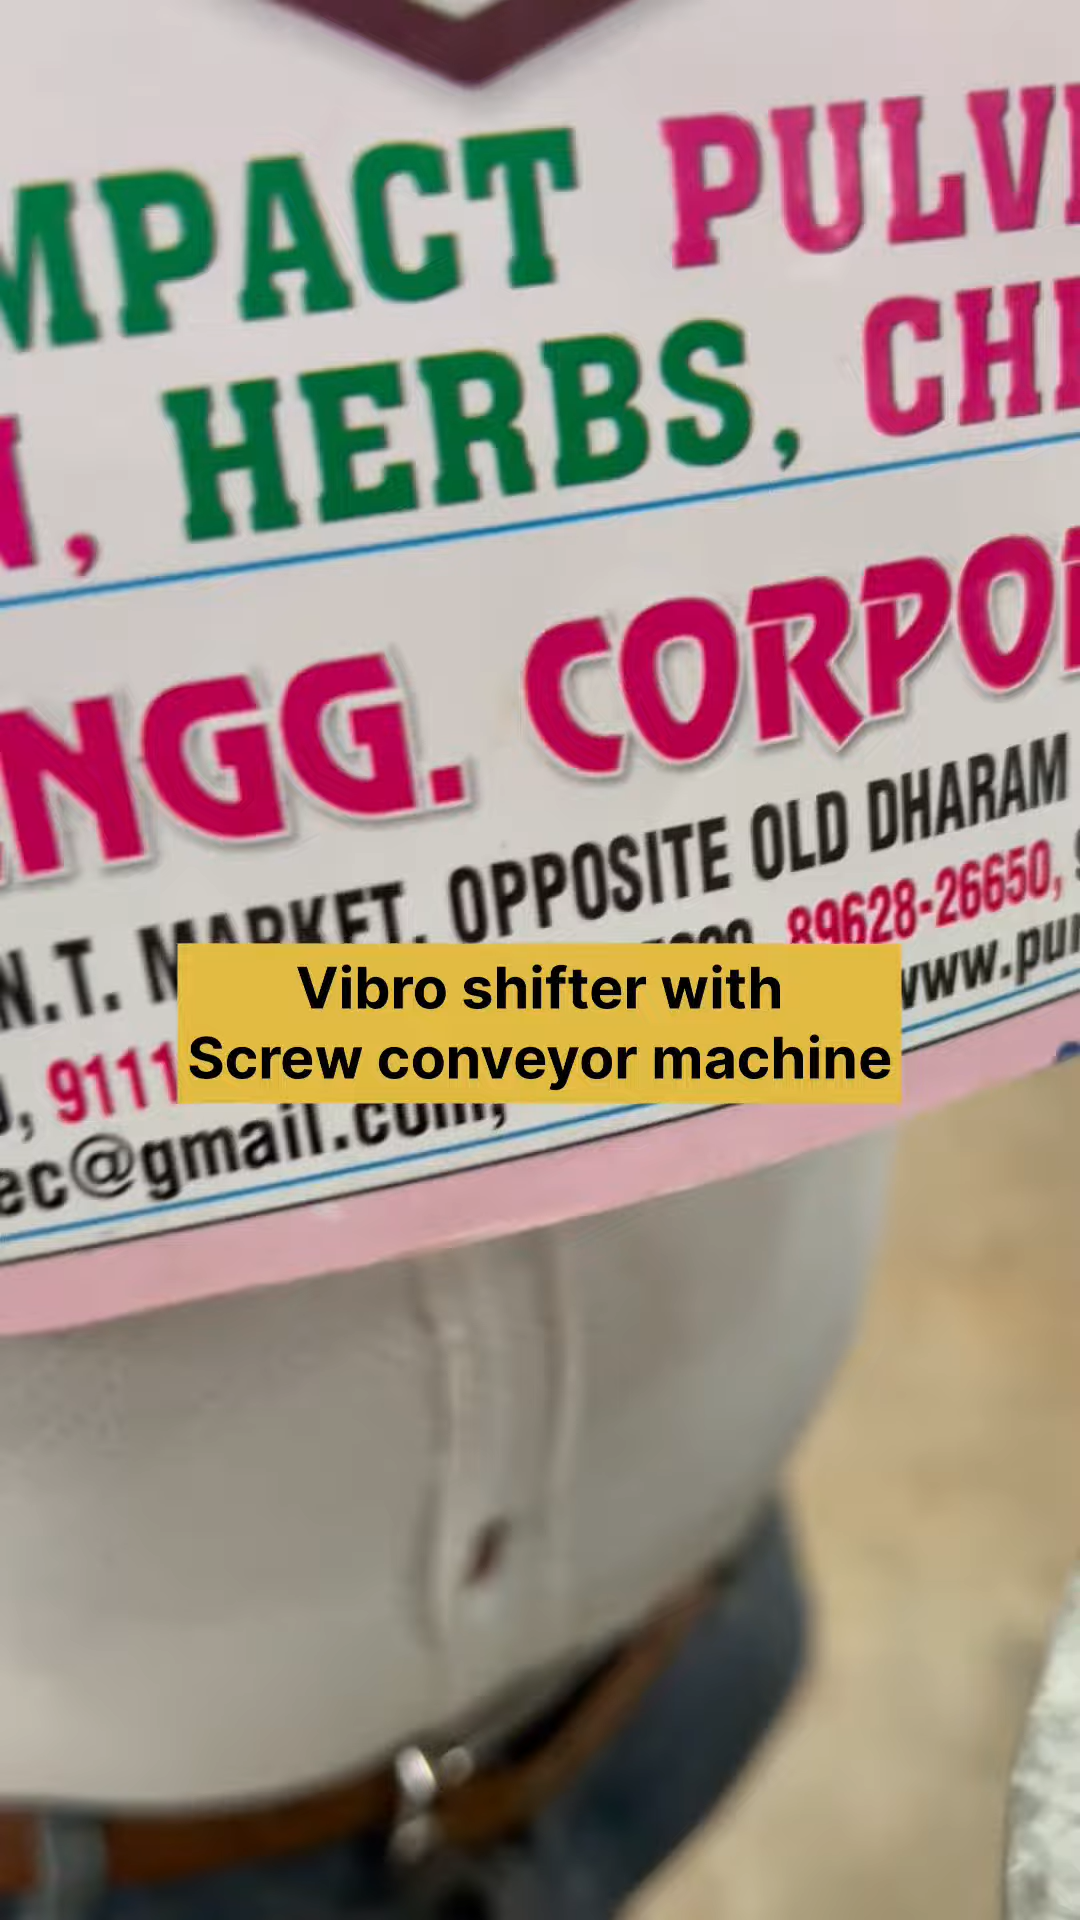 MPACT PULV
, HERBS, CH
NGG. CORPO
N.T. MARKET, OPPOSITE OLD DHARAM
89628-26650,
, 9111
www.pu
ec@gmail.com,
Vibro shifter with
Screw conveyor machine